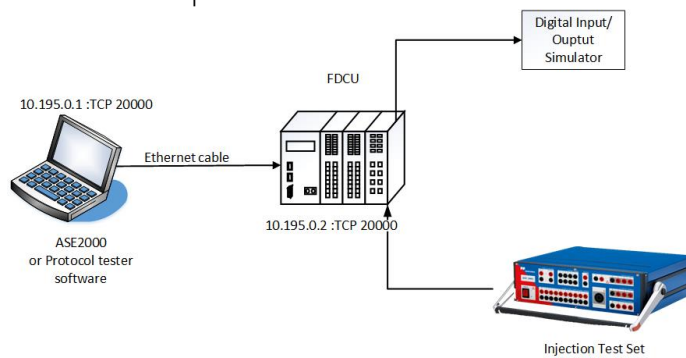 Digital Input/
Ouptut
Simulator
FDCU
10.195.0.1 :TCP 20000
Ethernet cable
10.195.0.2 :TCP 20000
ASE2000
or Protocol tester
software
Injection Test Set